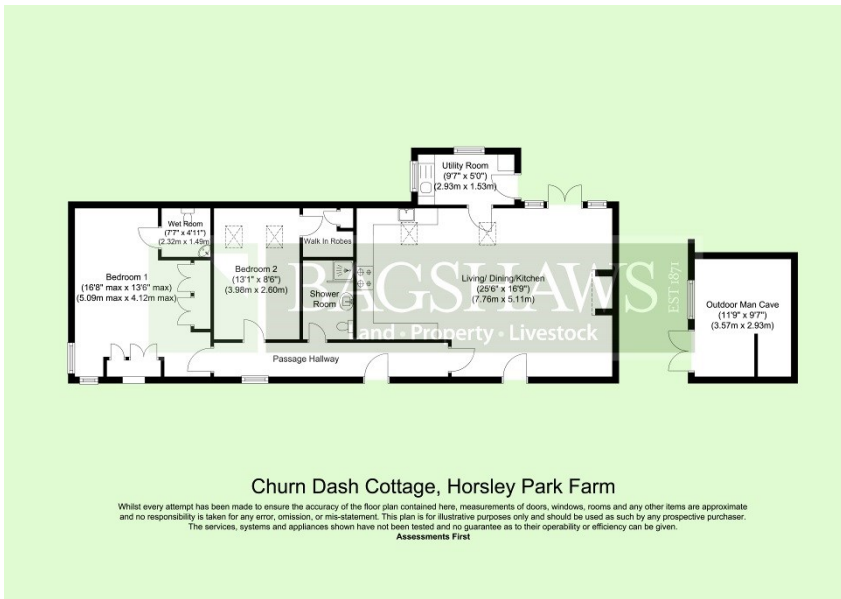 Utility Room
(9'7" x 5'0")
(2.93m x 1.53m)
Wet Room
(7'7" x 4'11")
(2.32m x 1.49m
Walk In Robes
Bedroom 1
(16'8" max x 13'6" max)
(5.09m max x 4.12m max)
Bedroom 2
(13'1" x 8'6")
(3.98m x 2.60m)
Shower
Room
Living/ Dining/Kitchen
(25'6" x 16'9")
(7.76m x 5.11m)
BAGSHAWS
EST 1871
Land · Property · Livestock
Outdoor Man Cave
(11'9" x 9'7")
(3.57m x 2.93m)
Passage Hallway
Churn Dash Cottage, Horsley Park Farm
Whilst every attempt has been made to ensure the accuracy of the floor plan contained here, measurements of doors, windows, rooms and any other items are approximate
and no responsibility is taken for any error, omission, or mis-statement. This plan is for illustrative purposes only and should be used as such by any prospective purchaser.
The services, systems and appliances shown have not been tested and no guarantee as to their operability or efficiency can be given.
Assessments First